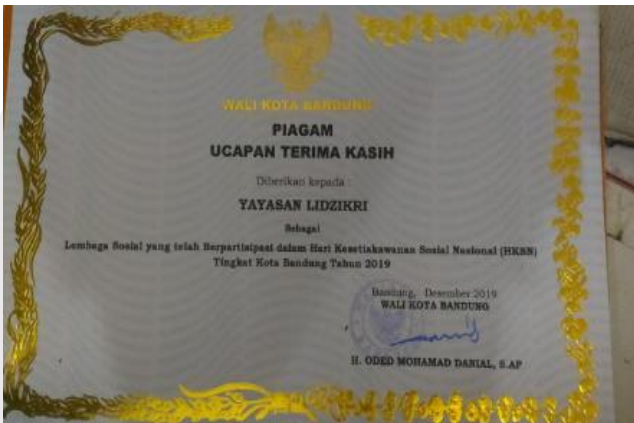 WALI KOTA BANDUNG
PIAGAM
UCAPAN TERIMA KASIH
Diberikan kepada :
YAYASAN LIDZIKRI
Sebagai
Lembaga Sosial yang telah Berpartisipasi dalam Hari Kesetiakawanan Sosial Nasional (HKSN)
Tingkat Kota Bandung Tahun 2019
Bandung, Desember 2019
WALI KOTA BANDUNG
H. ODED MOHAMAD DANIAL, S.AP